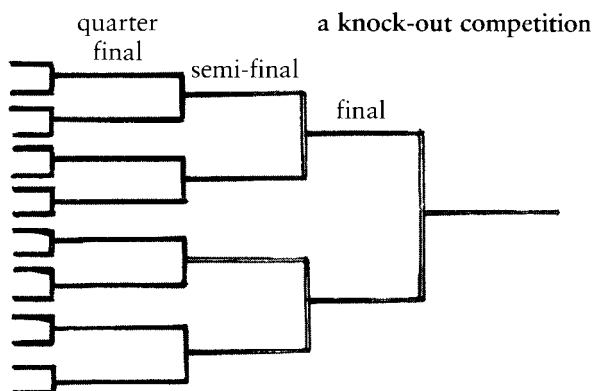 a knock-out competition
quarter
final
semi-final
final